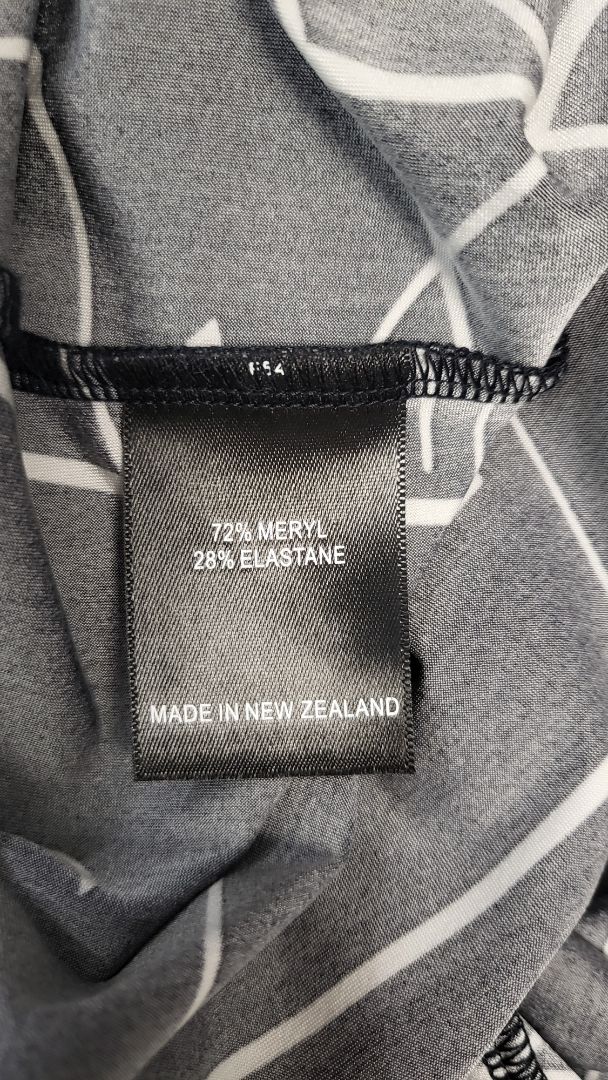 72% MERYL
28% ELASTANE
MADE IN NEW ZEALAND